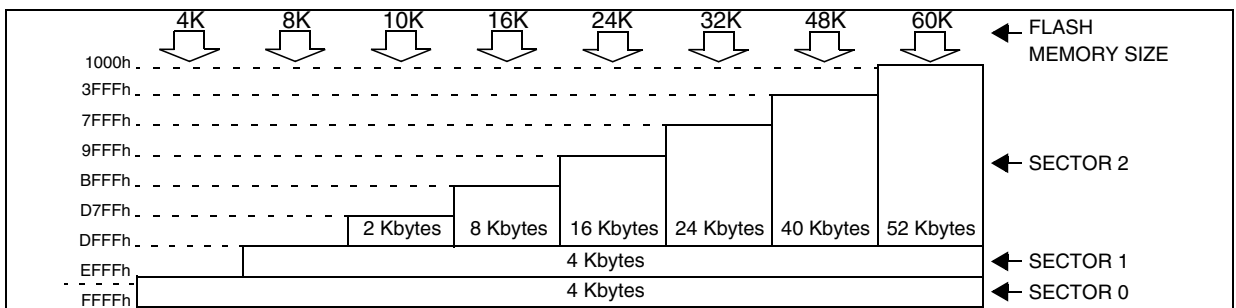 4K 8K 10K 16K 24K 32K 48K 60K
FLASH
MEMORY SIZE
1000h
3FFFh
7FFFh
9FFFh
SECTOR 2
BFFFh
D7FFh
2 Kbytes 8 Kbytes 16 Kbytes 24 Kbytes 40 Kbytes 52 Kbytes
DFFFh
4 Kbytes
SECTOR 1
EFFFh
4 Kbytes
SECTOR 0
FFFFh